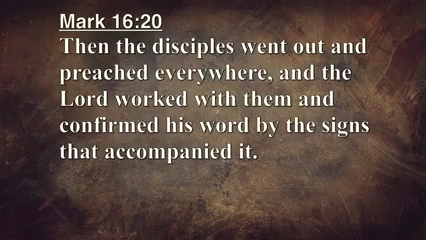 Mark 16:20
Then the disciples went out and
preached everywhere, and the
Lord worked with them and
confirmed his word by the signs
that accompanied it.